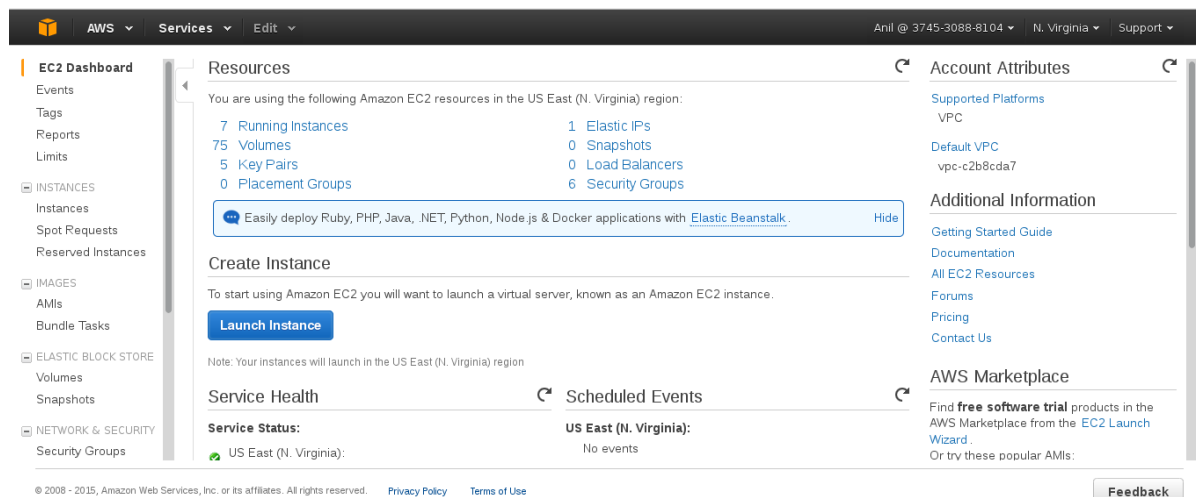 AWS Services Edit Anil @ 3745-3088-8104 N. Virginia Support
EC2 Dashboard
Events
Tags
Reports
Limits
INSTANCES
Instances
Spot Requests
Reserved Instances
IMAGES
AMIs
Bundle Tasks
ELASTIC BLOCK STORE
Volumes
Snapshots
NETWORK & SECURITY
Security Groups
Resources
You are using the following Amazon EC2 resources in the US East (N. Virginia) region:
7 Running Instances 1 Elastic IPs
75 Volumes 0 Snapshots
5 Key Pairs 0 Load Balancers
0 Placement Groups 6 Security Groups
Easily deploy Ruby, PHP, Java, .NET, Python, Node.js & Docker applications with Elastic Beanstalk. Hide
Create Instance
To start using Amazon EC2 you will want to launch a virtual server, known as an Amazon EC2 instance.
Launch Instance
Note: Your instances will launch in the US East (N. Virginia) region
Service Health
Service Status:
US East (N. Virginia):
Scheduled Events
US East (N. Virginia):
No events
Account Attributes
Supported Platforms
VPC
Default VPC
vpc-c2b8cda7
Additional Information
Getting Started Guide
Documentation
All EC2 Resources
Forums
Pricing
Contact Us
AWS Marketplace
Find free software trial products in the
AWS Marketplace from the EC2 Launch
Wizard.
Or try these popular AMIs:
© 2008 - 2015, Amazon Web Services, Inc. or its affiliates. All rights reserved. Privacy Policy Terms of Use
Feedback